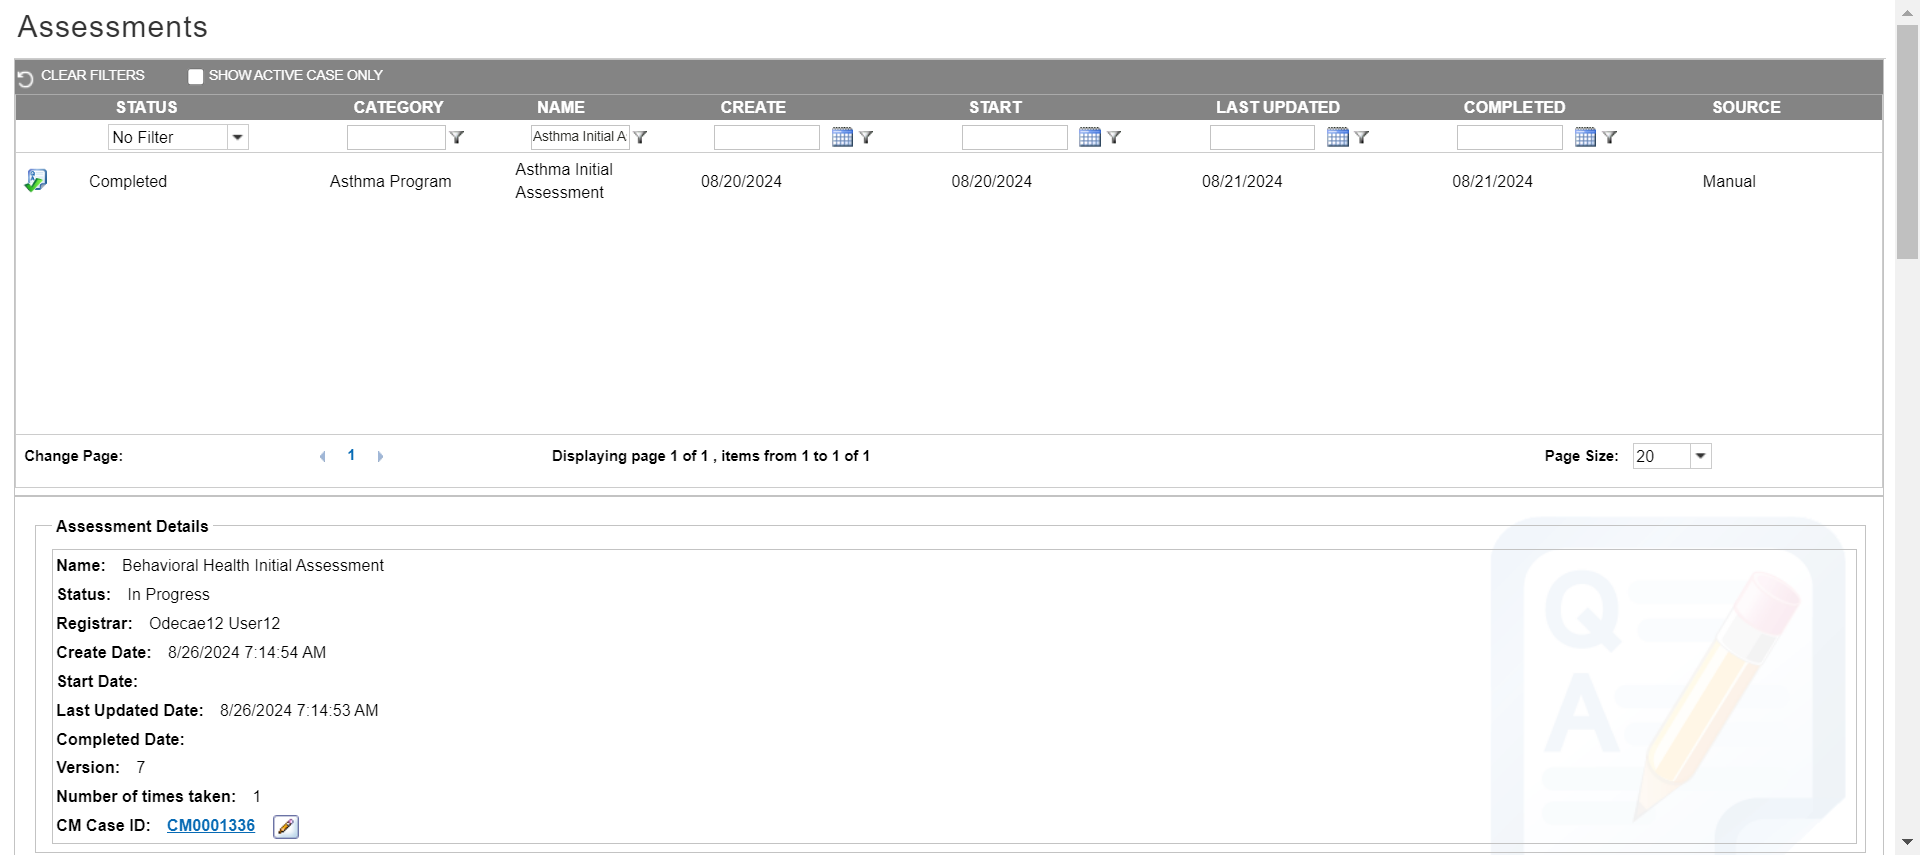 Assessments
CLEAR FILTERS SHOW ACTIVE CASE ONLY
STATUS CATEGORY NAME CREATE START LAST UPDATED COMPLETED SOURCE
No Filter Asthma Initial A
Completed Asthma Program Asthma Initial Assessment 08/20/2024 08/20/2024 08/21/2024 08/21/2024 Manual
Change Page: 1 Displaying page 1 of 1 , items from 1 to 1 of 1 Page Size: 20
Assessment Details
Name: Behavioral Health Initial Assessment
Status: In Progress
Registrar: Odecae12 User12
Create Date: 8/26/2024 7:14:54 AM
Start Date:
Last Updated Date: 8/26/2024 7:14:53 AM
Completed Date:
Version: 7
Number of times taken: 1
CM Case ID: CM0001336
Q
A